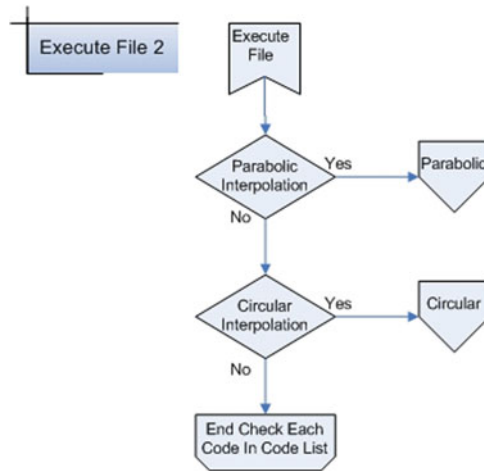 Execute File 2
Execute
File
Parabolic
Interpolation
Yes
Parabolic
No
Circular
Interpolation
Yes
Circular
No
End Check Each
Code In Code List